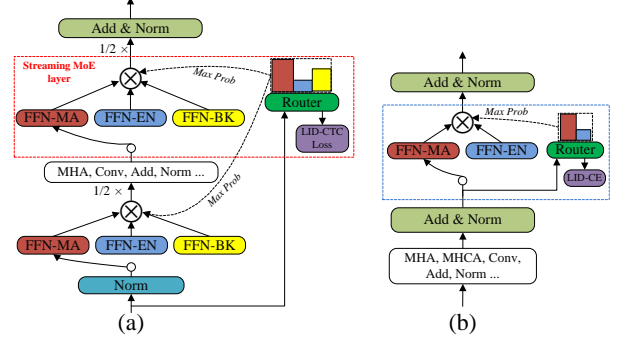 Add & Norm
1/2 ×
Streaming MoE
layer
Max Prob
FFN-MA
FFN-EN
FFN-BK
Router
LID-CTC
Loss
MHA, Conv, Add, Norm ...
1/2 ×
Max Prob
FFN-MA
FFN-EN
FFN-BK
Norm
(a)
Add & Norm
Max Prob
FFN-MA
FFN-EN
Router
LID-CE
Add & Norm
MHA, MHCA, Conv,
Add, Norm ...
(b)